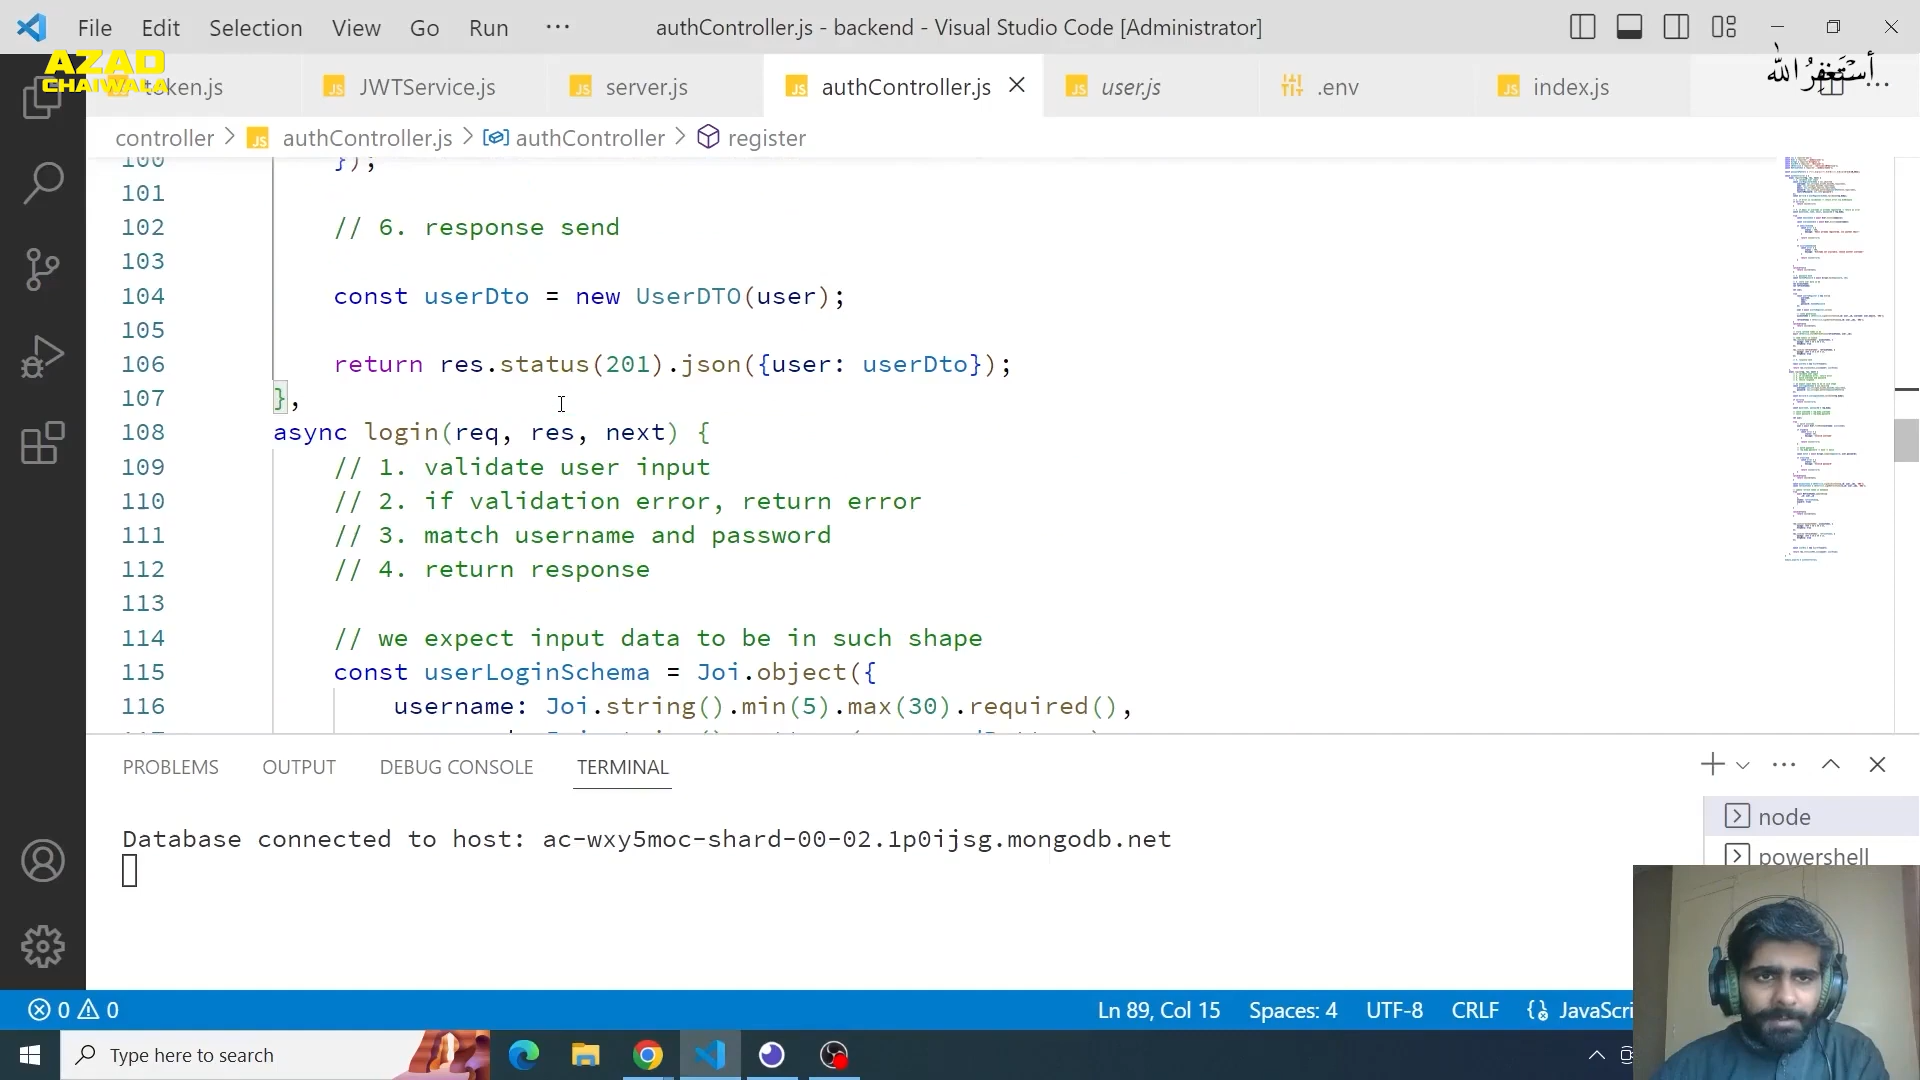 File Edit Selection View Go Run ··· authController.js - backend - Visual Studio Code [Administrator]
AZAD
CHAIWALA
أستغفر الله
token.js JWTService.js server.js authController.js user.js .env index.js
controller > authController.js > authController > register
100 });
101
102 // 6. response send
103
104 const userDto = new UserDTO(user);
105
106 return res.status(201).json({user: userDto});
107 },
108 async login(req, res, next) {
109 // 1. validate user input
110 // 2. if validation error, return error
111 // 3. match username and password
112 // 4. return response
113
114 // we expect input data to be in such shape
115 const userLoginSchema = Joi.object({
116 username: Joi.string().min(5).max(30).required(),
PROBLEMS OUTPUT DEBUG CONSOLE TERMINAL
Database connected to host: ac-wxy5moc-shard-00-02.1p0ijsg.mongodb.net
node
powershell
0 0 Ln 89, Col 15 Spaces: 4 UTF-8 CRLF JavaScri
Type here to search